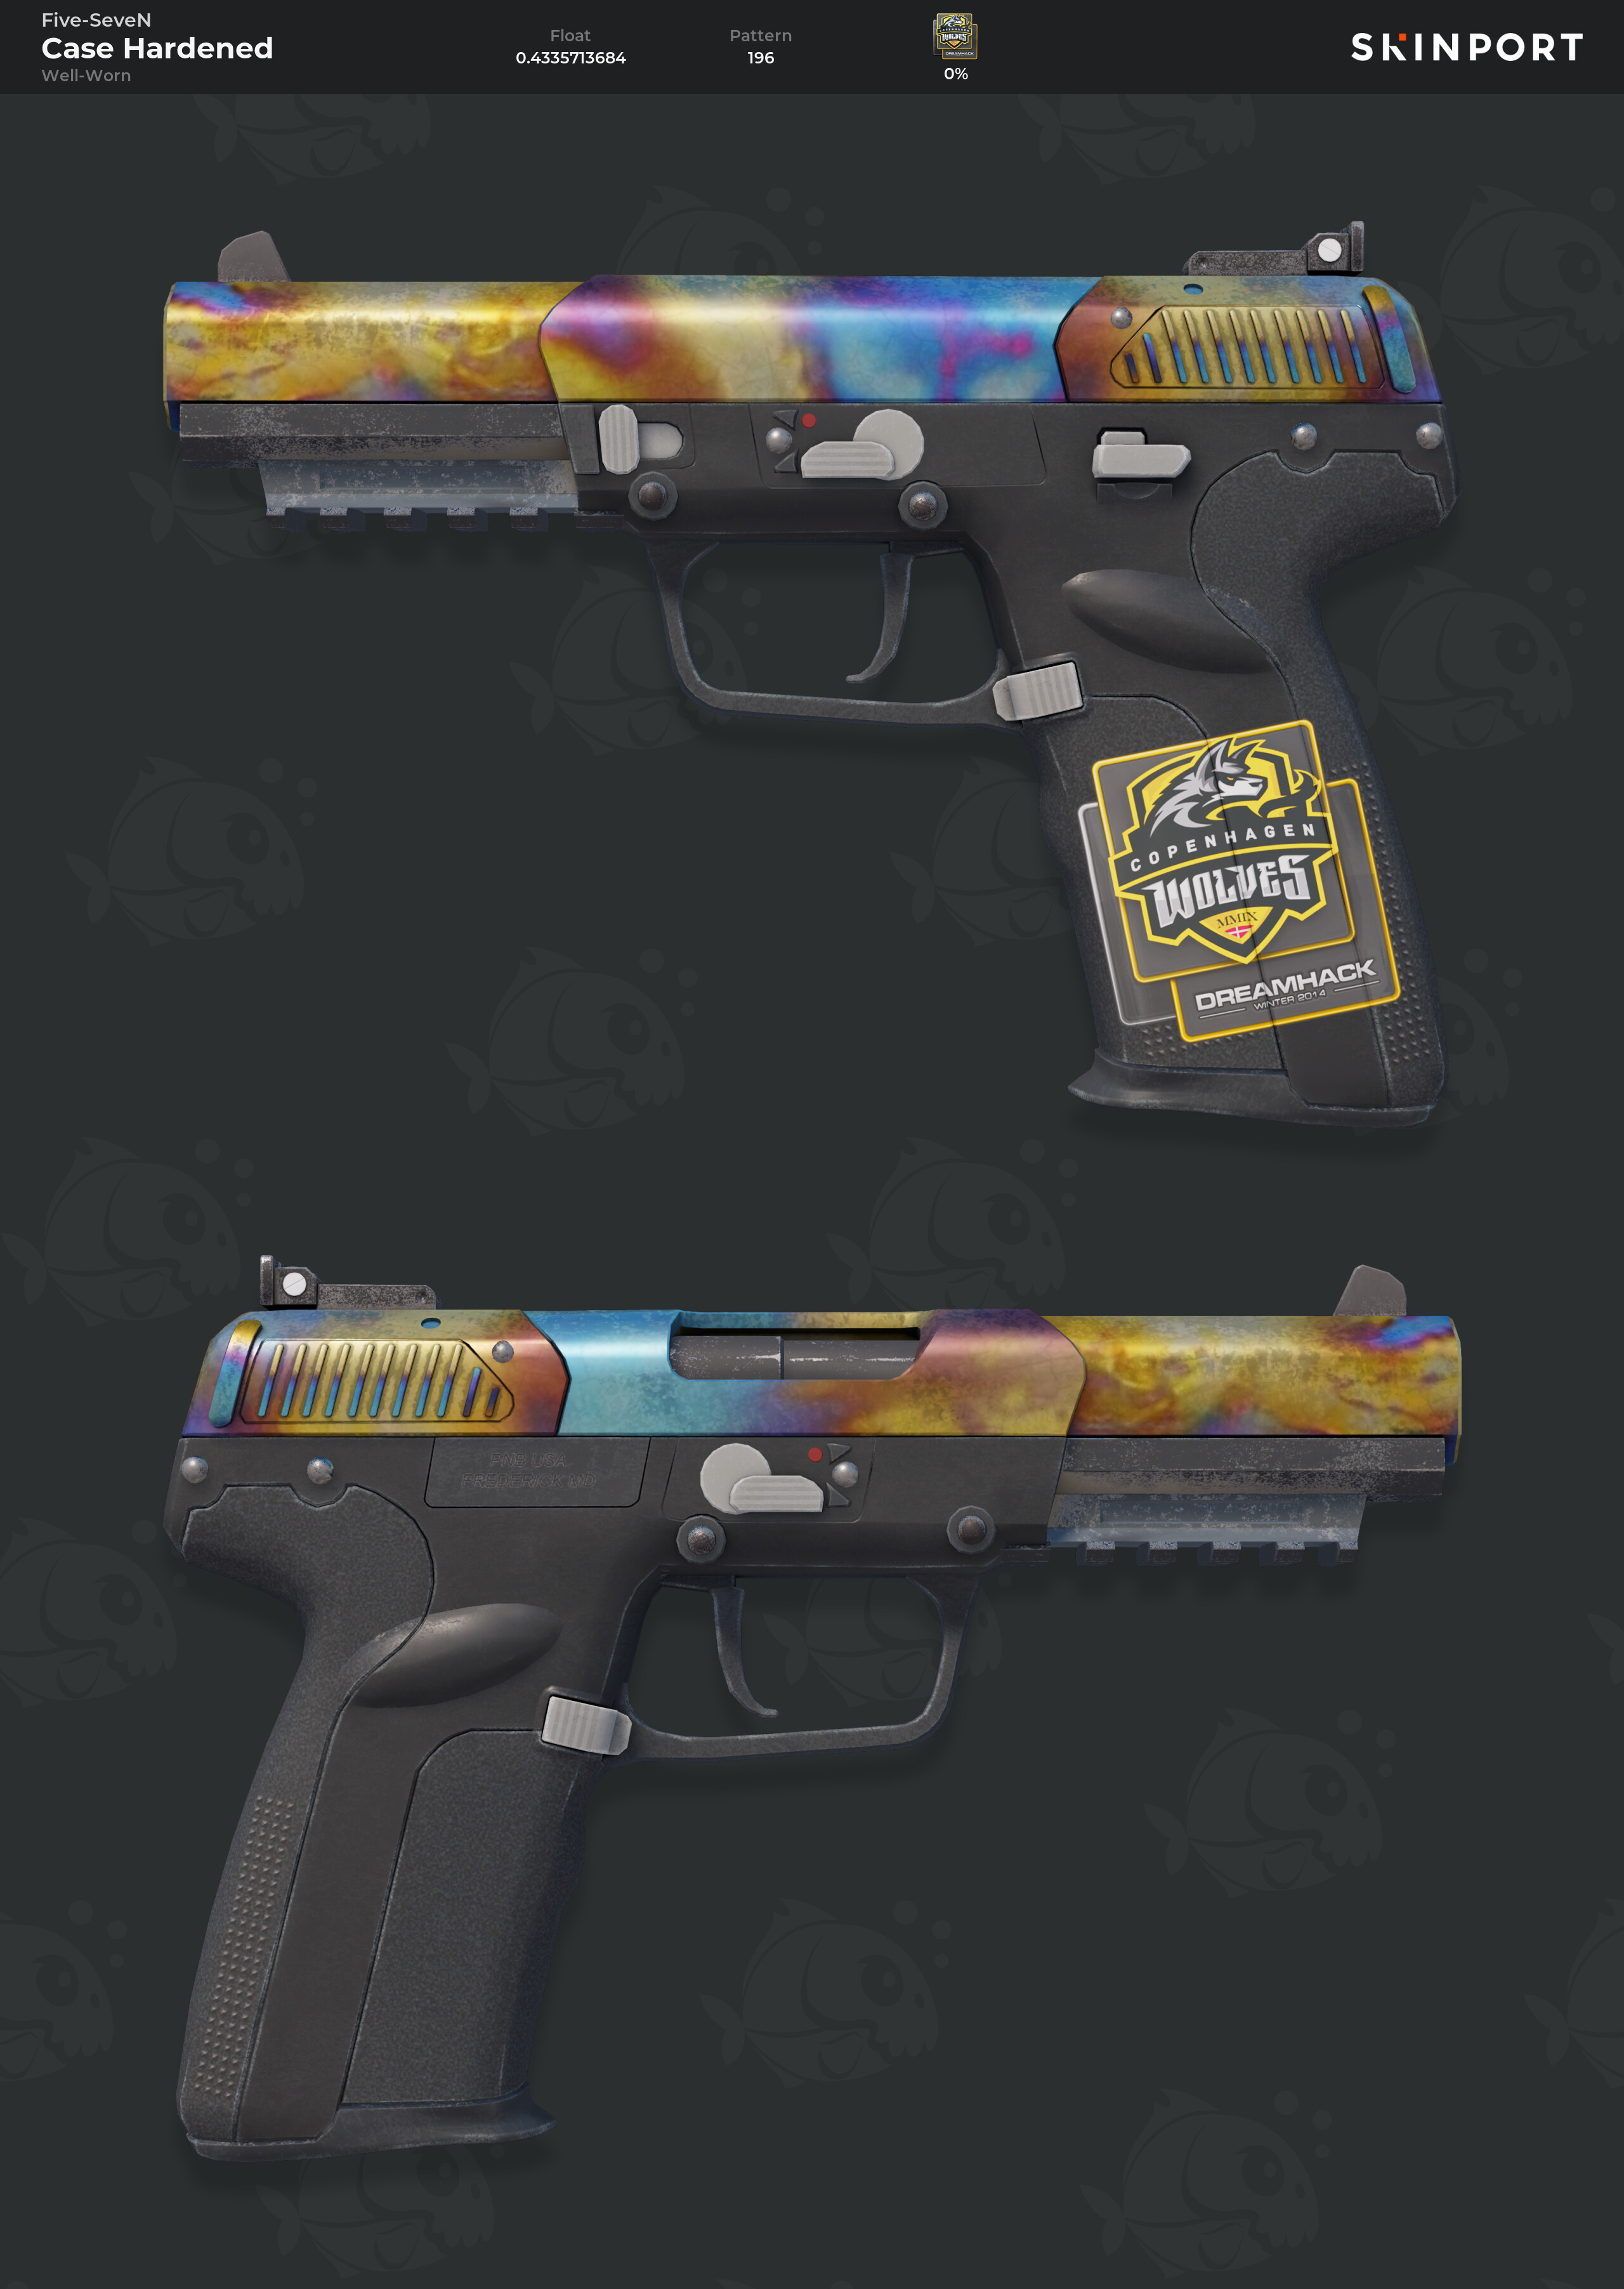 Five-SeveN
Case Hardened
Well-Worn
Float
0.4335713684
Pattern
196
0%
SKINPORT
COPENHAGEN
WOLVES
MMIX
DREAMHACK
WINTER 2014